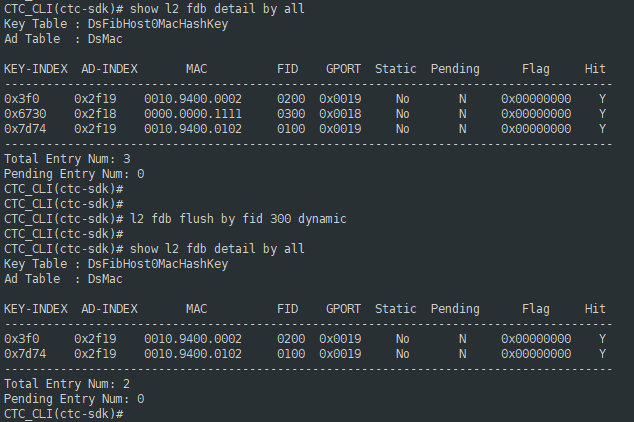 CTC_CLI(ctc-sdk)# show l2 fdb detail by all
Key Table : DsFibHost0MacHashKey
Ad Table  : DsMac
KEY-INDEX  AD-INDEX        MAC          FID   GPORT  Static  Pending      Flag     Hit
--------------------------------------------------------------------------------------
0x3f0     0x2f19    0010.9400.0002     0200  0x0019     No       N     0x00000000    Y
0x6730    0x2f18    0000.0000.1111     0300  0x0018     No       N     0x00000000    Y
0x7d74    0x2f19    0010.9400.0102     0100  0x0019     No       N     0x00000000    Y
--------------------------------------------------------------------------------------
Total Entry Num: 3
Pending Entry Num: 0
CTC_CLI(ctc-sdk)#
CTC_CLI(ctc-sdk)#
CTC_CLI(ctc-sdk)# l2 fdb flush by fid 300 dynamic
CTC_CLI(ctc-sdk)#
CTC_CLI(ctc-sdk)# show l2 fdb detail by all
Key Table : DsFibHost0MacHashKey
Ad Table  : DsMac
KEY-INDEX  AD-INDEX        MAC          FID   GPORT  Static  Pending      Flag     Hit
--------------------------------------------------------------------------------------
0x3f0     0x2f19    0010.9400.0002     0200  0x0019     No       N     0x00000000    Y
0x7d74    0x2f19    0010.9400.0102     0100  0x0019     No       N     0x00000000    Y
--------------------------------------------------------------------------------------
Total Entry Num: 2
Pending Entry Num: 0
CTC_CLI(ctc-sdk)#